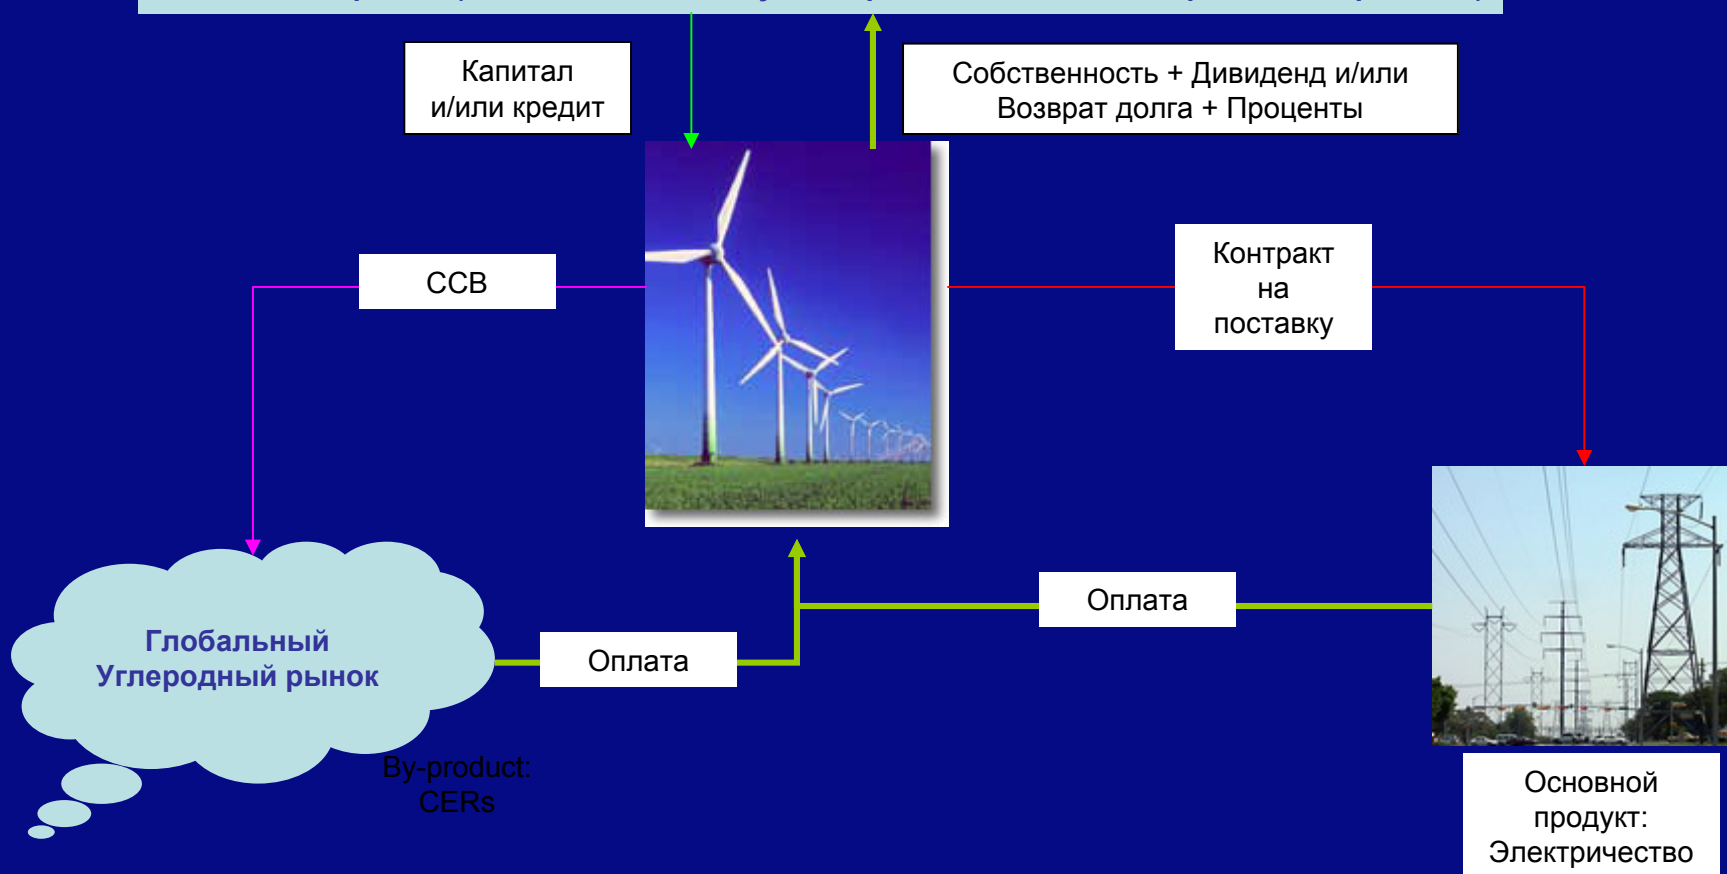 Капитал
и/или кредит
Собственность + Дивиденд и/или
Возврат долга + Проценты
ССВ
Контракт
на
поставку
Оплата
Глобальный
Углеродный рынок
Оплата
By-product:
CERs
Основной
продукт:
Электричество